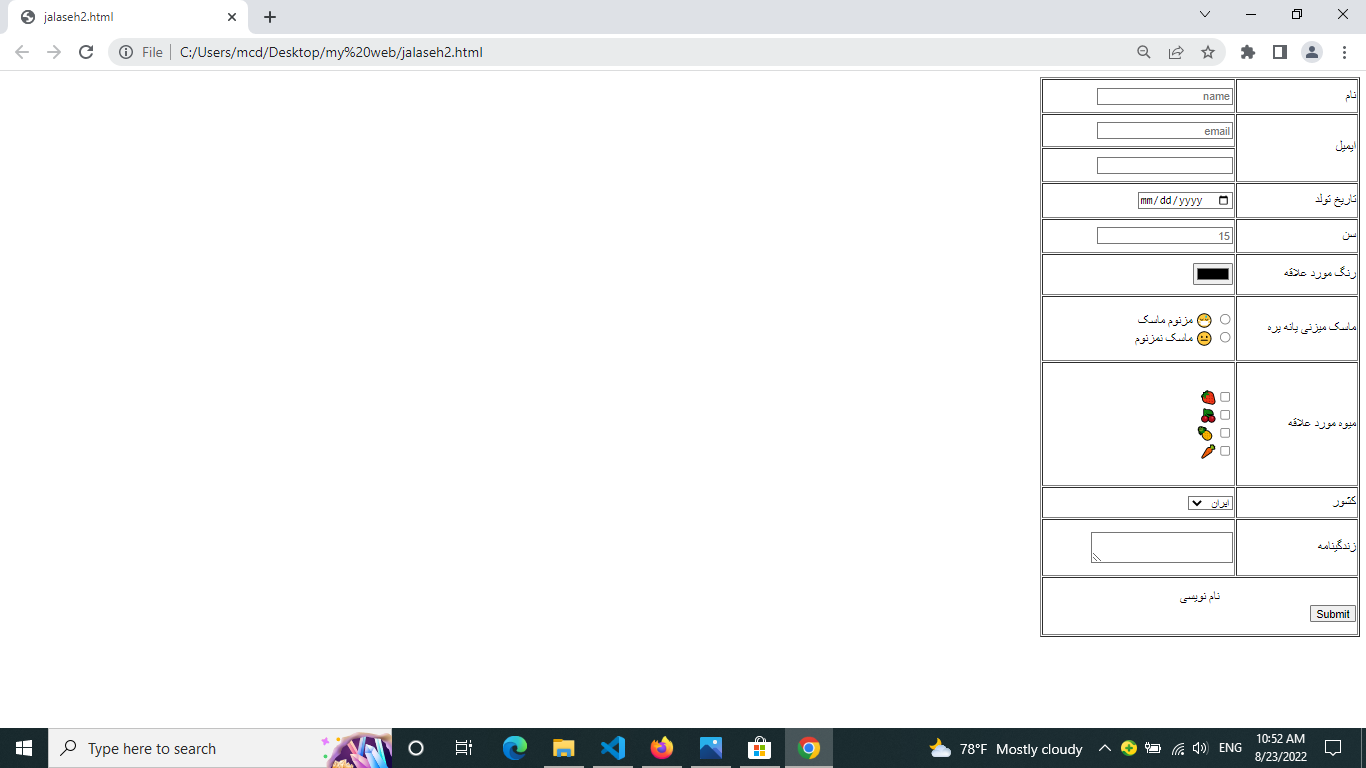 jalaseh2.html
File
C:/Users/mcd/Desktop/my%20web/jalaseh2.html
نام
name
ایمیل
email
تاریخ تولد
mm/dd/yyyy
سن
15
رنگ مورد علاقه
ماسک میزنی یانه یره
😷 مزنوم ماسک
😐 ماسک نمزنوم
میوه مورد علاقه
🍓
🍒
🍍
🥕
کشور
ایران
زندگینامه
نام نویسی
Submit
Type here to search
78°F Mostly cloudy
ENG
10:52 AM
8/23/2022